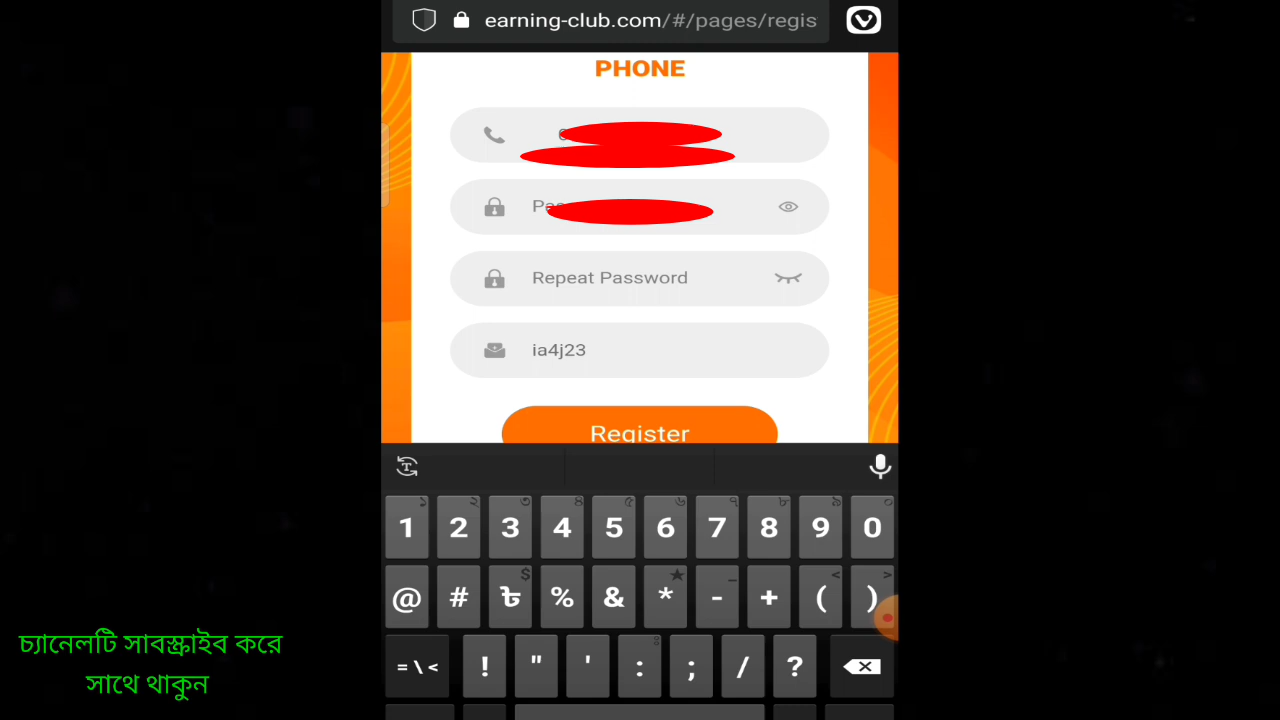 earning-club.com/#/pages/regis
PHONE
Repeat Password
ia4j23
Register
1 2 3 4 5 6 7 8 9 0
@ # ৳ % & * - + ( )
= \ < ! " ' : ; / ?
চ্যানেলটি সাবস্ক্রাইব করে
সাথে থাকুন